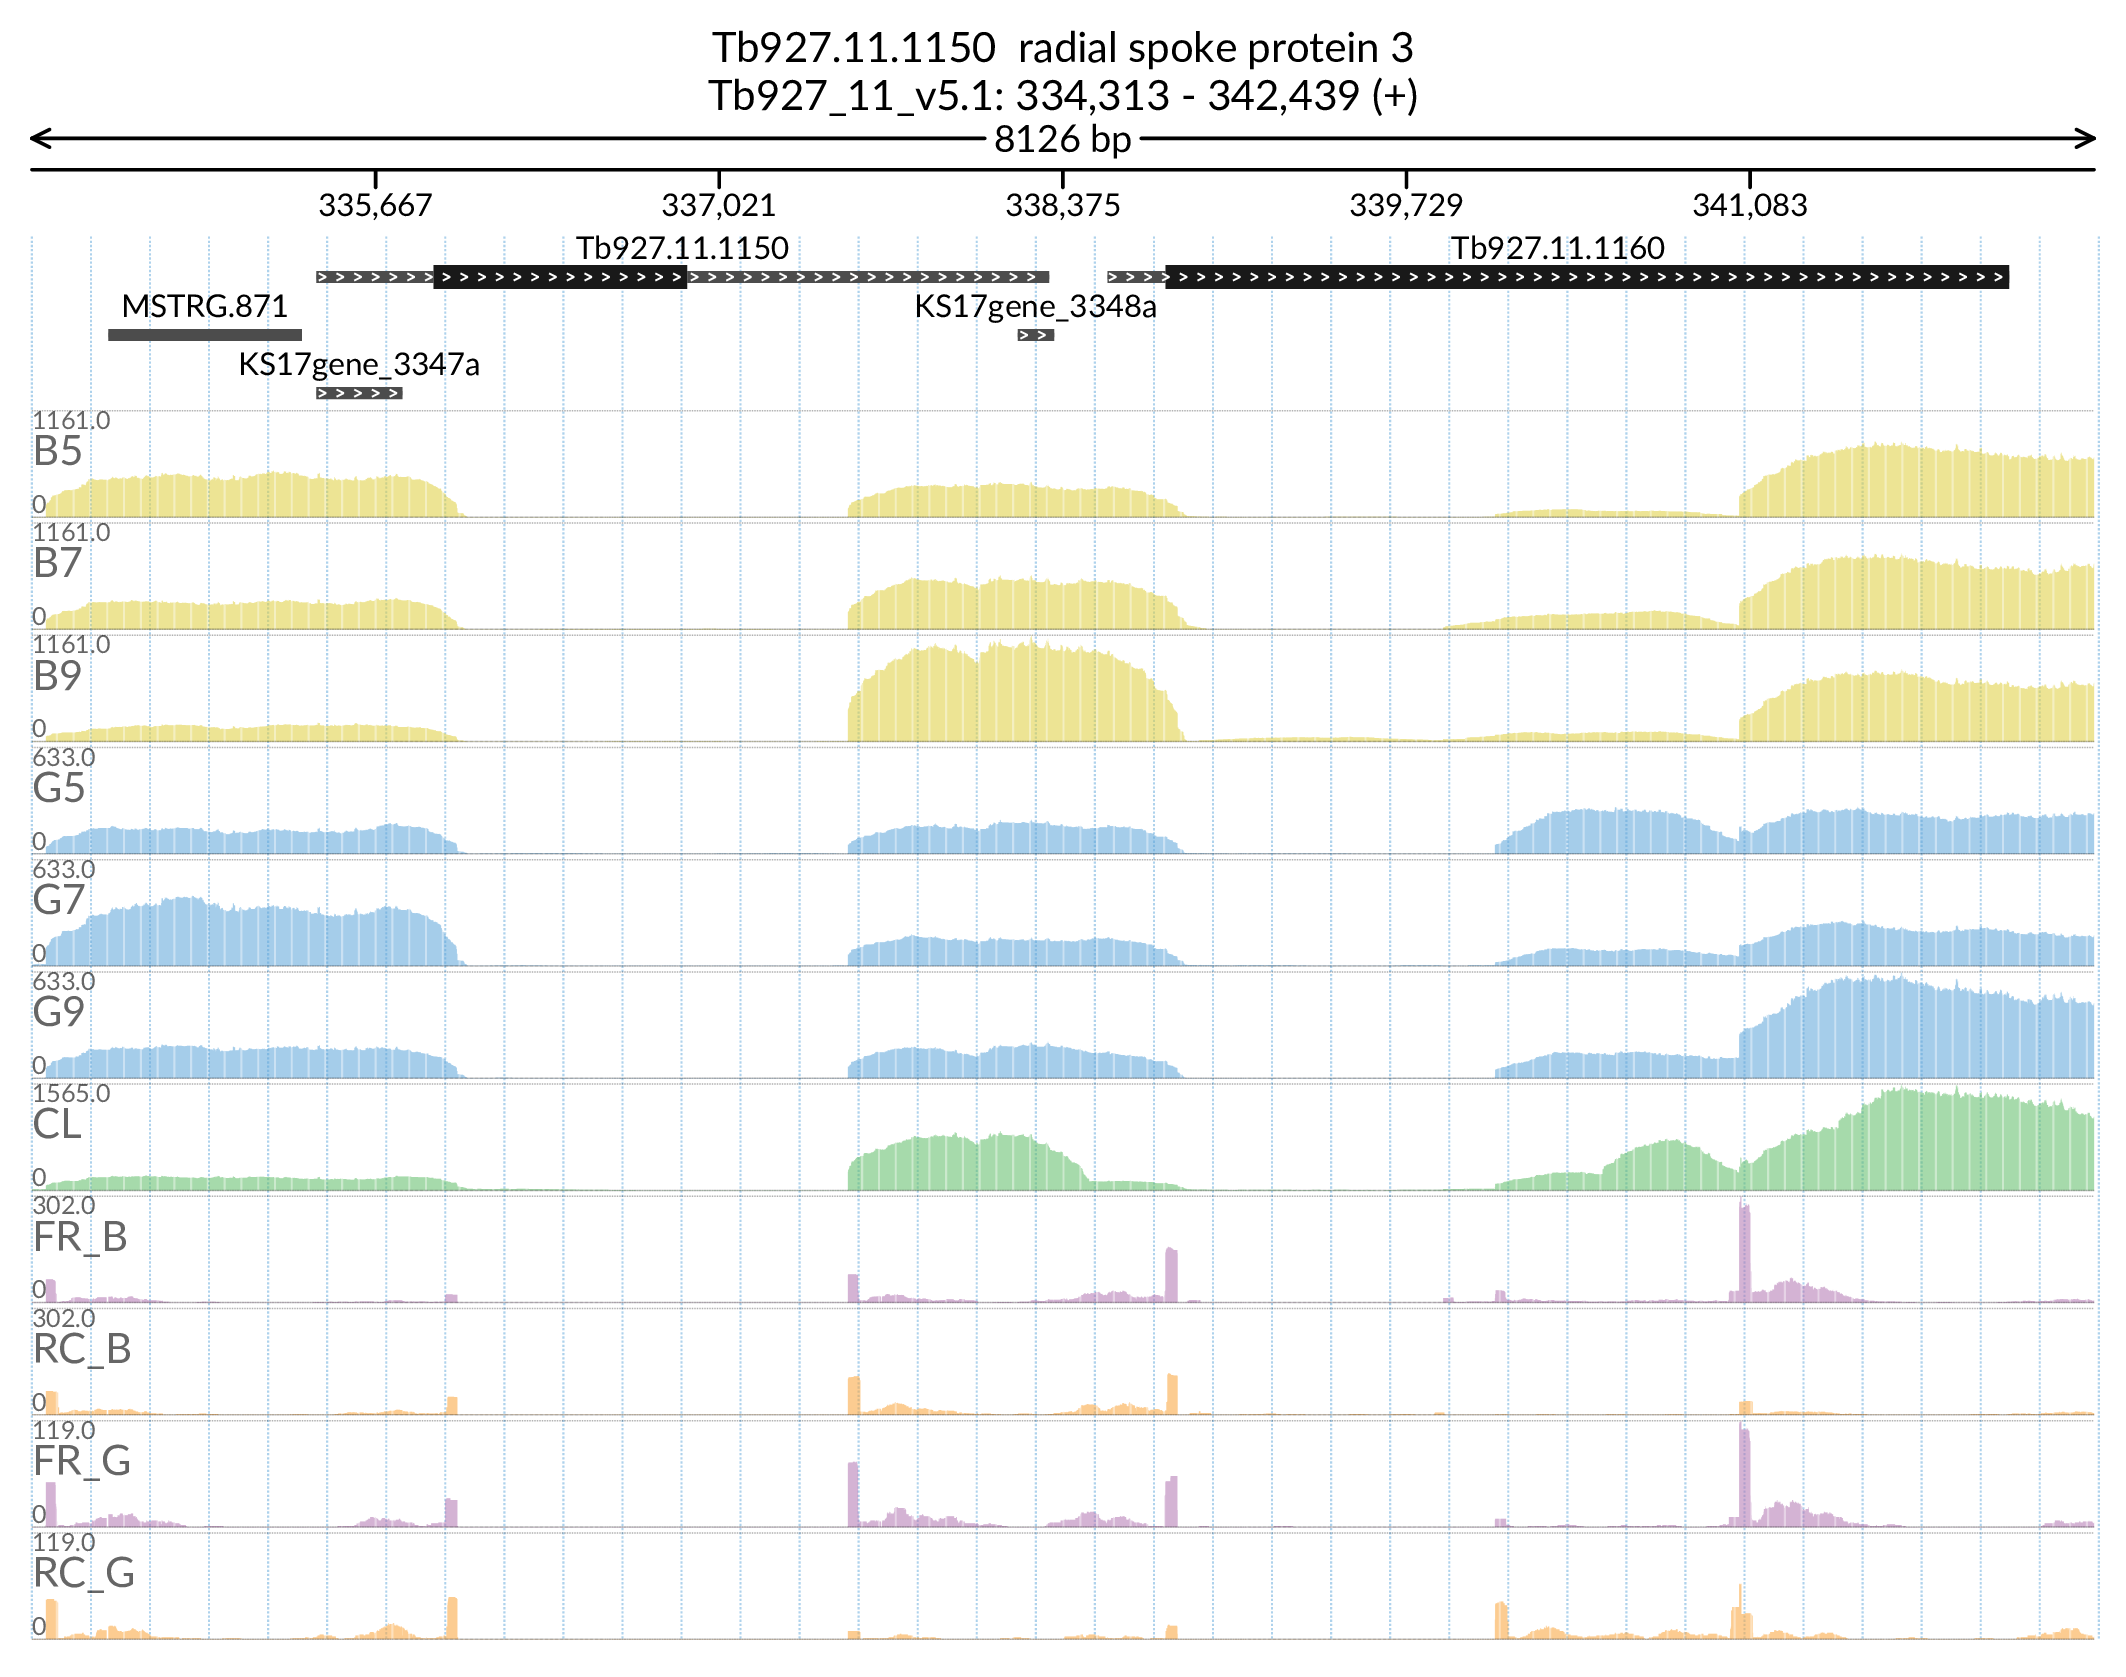 Tb927.11.1150  radial spoke protein 3
Tb927_11_v5.1: 334,313 - 342,439 (+)
8126 bp
335,667 337,021 338,375 339,729 341,083
Tb927.11.1150 Tb927.11.1160
MSTRG.871 KS17gene_3348a
KS17gene_3347a
1161.0
B5
0
1161.0
B7
0
1161.0
B9
0
633.0
G5
0
633.0
G7
0
633.0
G9
0
1565.0
CL
0
302.0
FR_B
0
302.0
RC_B
0
119.0
FR_G
0
119.0
RC_G
0